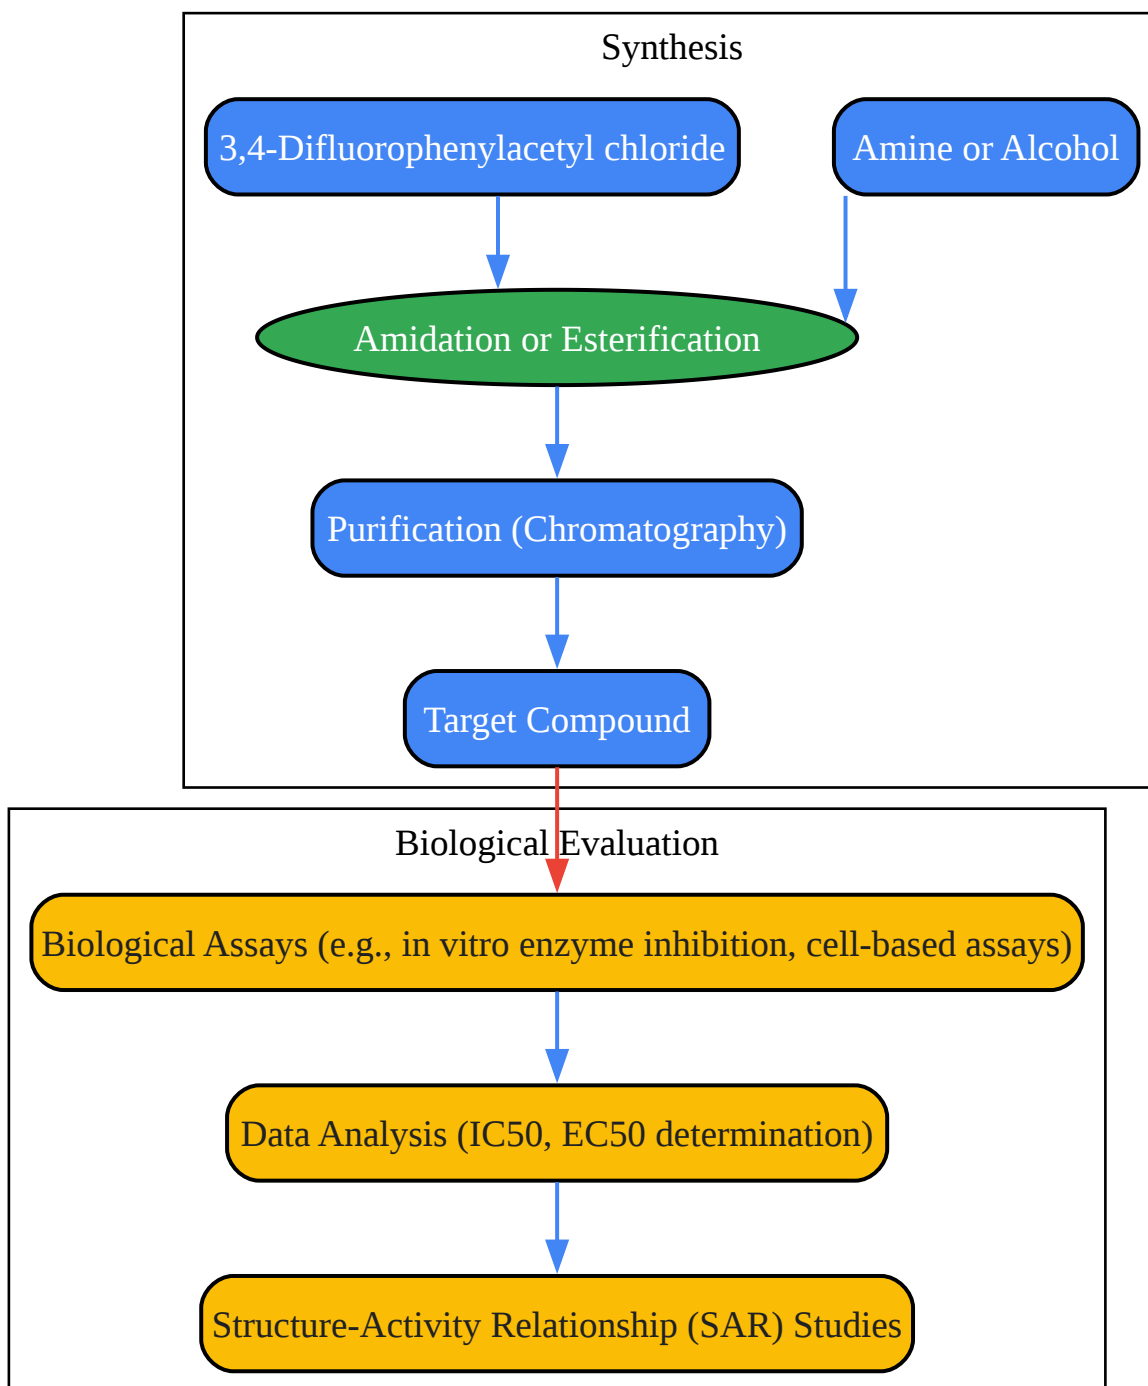 Synthesis
3,4-Difluorophenylacetyl chloride
Amine or Alcohol
Amidation or Esterification
Purification (Chromatography)
Target Compound
Biological Evaluation
Biological Assays (e.g., in vitro enzyme inhibition, cell-based assays)
Data Analysis (IC50, EC50 determination)
Structure-Activity Relationship (SAR) Studies